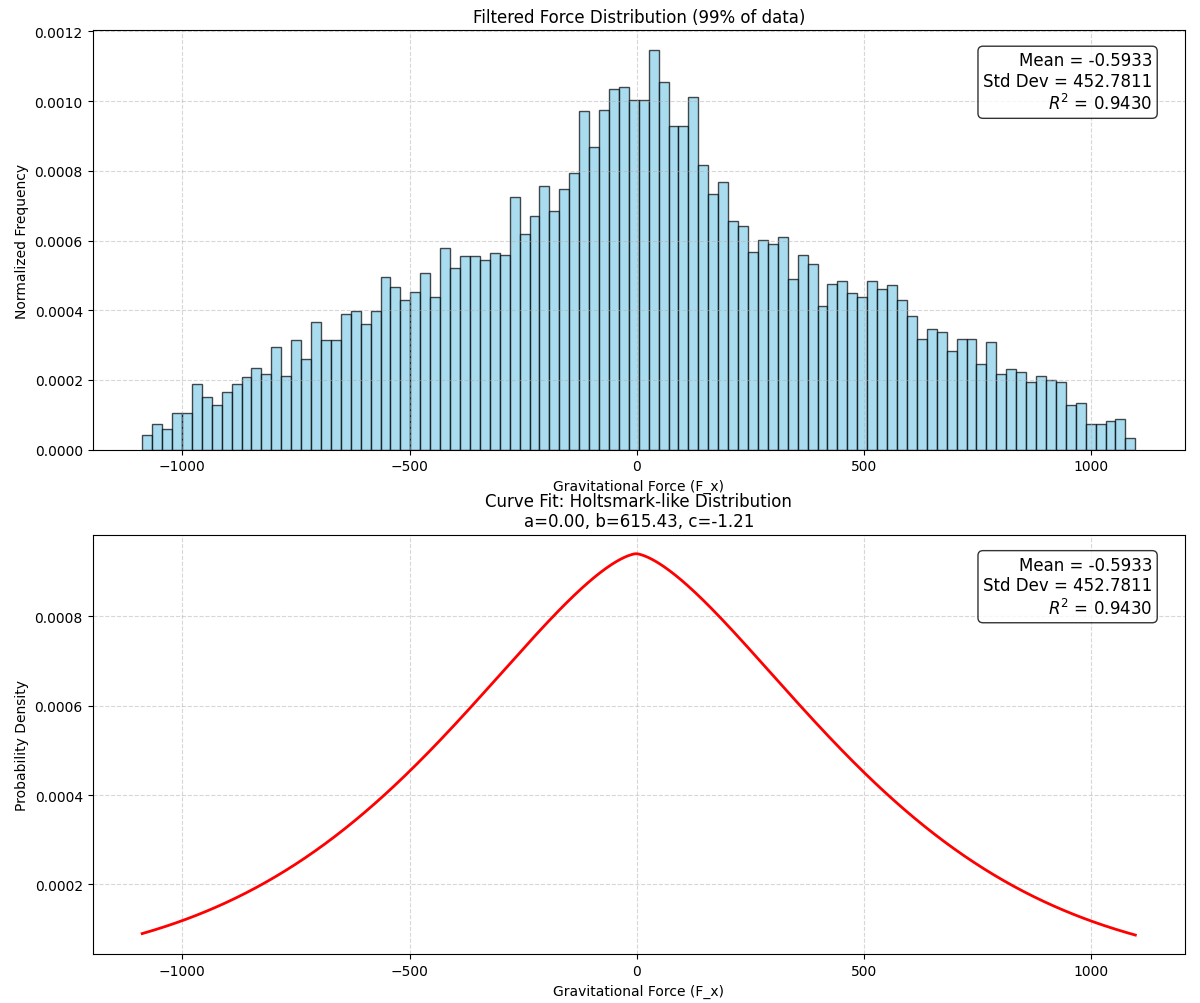 Filtered Force Distribution (99% of data)
0.0012
0.0010
0.0008
0.0006
0.0004
0.0002
0.0000
Normalized Frequency
Mean = -0.5933
Std Dev = 452.7811
R² = 0.9430
−1000
−500
0
500
1000
Gravitational Force (F_x)
Curve Fit: Holtsmark-like Distribution
a=0.00, b=615.43, c=-1.21
0.0008
0.0006
0.0004
0.0002
Probability Density
Mean = -0.5933
Std Dev = 452.7811
R² = 0.9430
−1000
−500
0
500
1000
Gravitational Force (F_x)